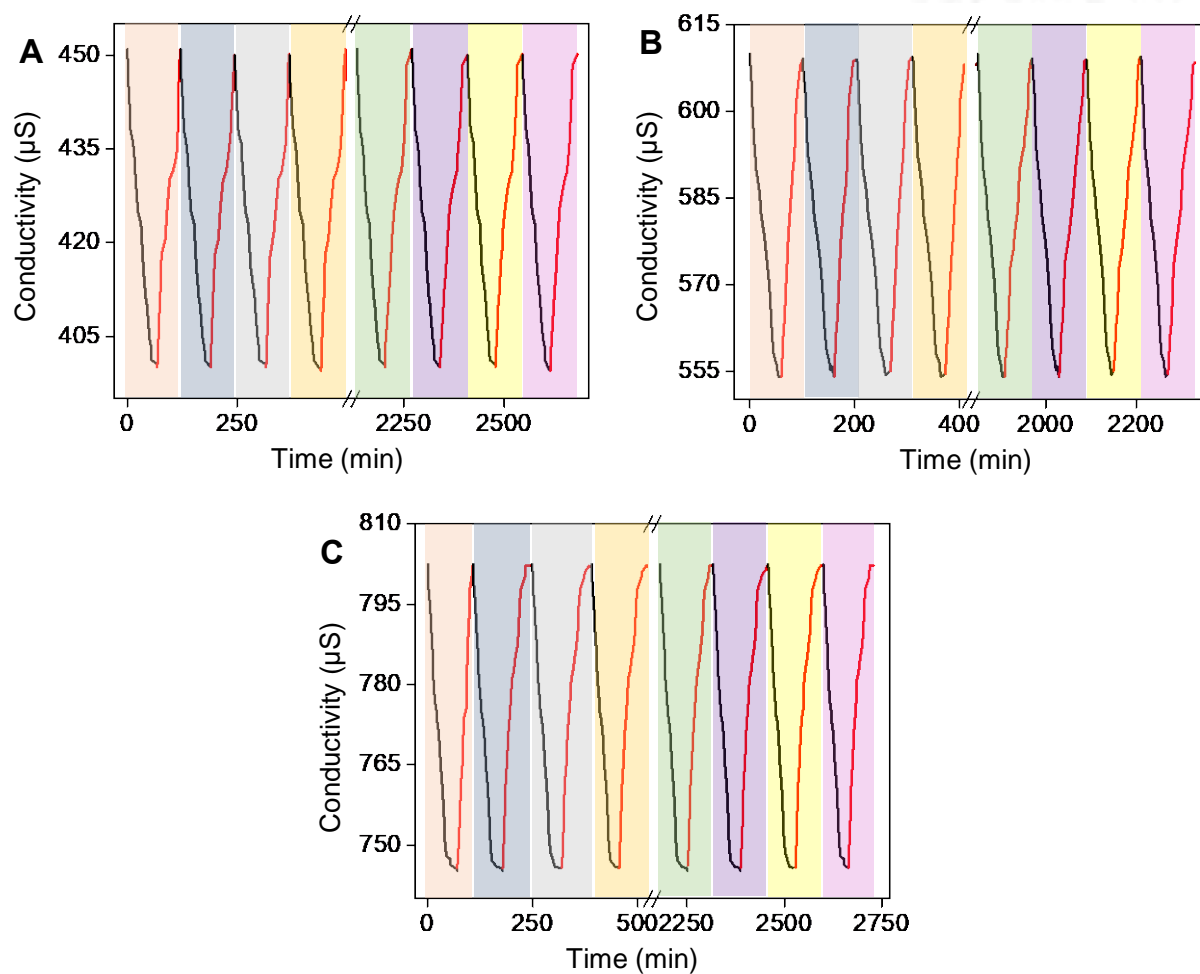 A
Conductivity (µS)
450
435
420
405
0 250 2250 2500
Time (min)
B
Conductivity (µS)
615
600
585
570
555
0 200 400 2000 2200
Time (min)
C
Conductivity (µS)
810
795
780
765
750
0 250 500 2250 2500 2750
Time (min)